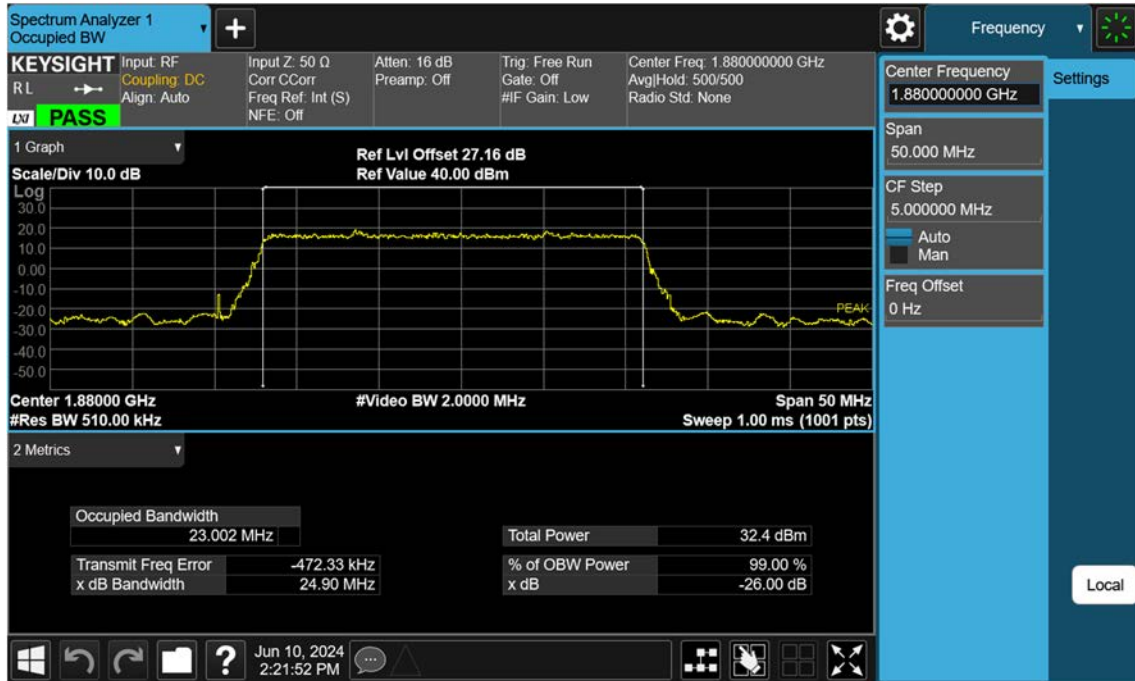 Spectrum Analyzer 1
Occupied BW
Frequency
KEYSIGHT
R L
LXI PASS
Input: RF
Coupling: DC
Align: Auto
Input Z: 50 Ω
Corr CCorr
Freq Ref: Int (S)
NFE: Off
Atten: 16 dB
Preamp: Off
Trig: Free Run
Gate: Off
#IF Gain: Low
Center Freq: 1.880000000 GHz
Avg|Hold: 500/500
Radio Std: None
Center Frequency
1.880000000 GHz
Settings
Span
50.000 MHz
CF Step
5.000000 MHz
Auto
Man
Freq Offset
0 Hz
Local
1 Graph
Scale/Div 10.0 dB
Ref Lvl Offset 27.16 dB
Ref Value 40.00 dBm
Log
30.0
20.0
10.0
0.00
-10.0
-20.0
-30.0
-40.0
-50.0
PEAK
Center 1.88000 GHz
#Video BW 2.0000 MHz
Span 50 MHz
#Res BW 510.00 kHz
Sweep 1.00 ms (1001 pts)
2 Metrics
Occupied Bandwidth
23.002 MHz
Total Power 32.4 dBm
Transmit Freq Error -472.33 kHz
% of OBW Power 99.00 %
x dB Bandwidth 24.90 MHz
x dB -26.00 dB
?
Jun 10, 2024
2:21:52 PM